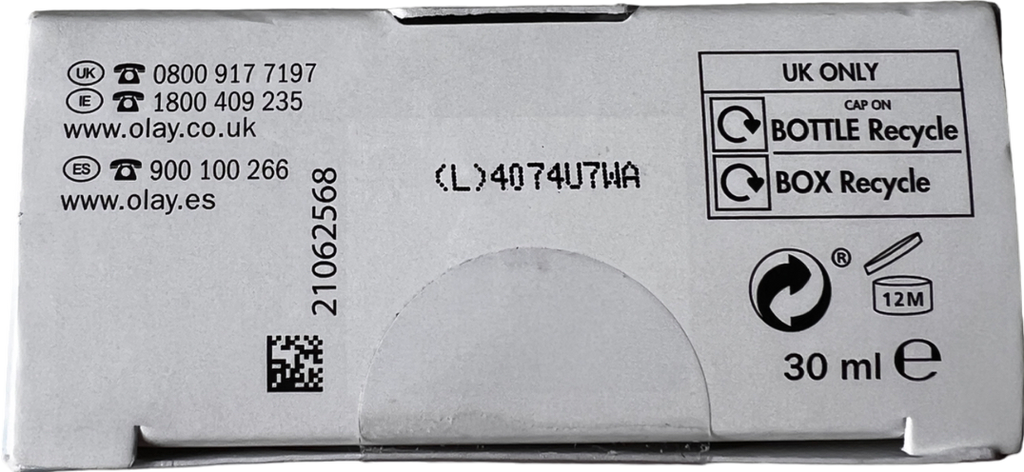 UK 0800 917 7197
IE 1800 409 235
www.olay.co.uk
ES 900 100 266
www.olay.es
21062568
(L)4074U7WA
UK ONLY
CAP ON
BOTTLE Recycle
BOX Recycle
®
12M
30 ml ℮